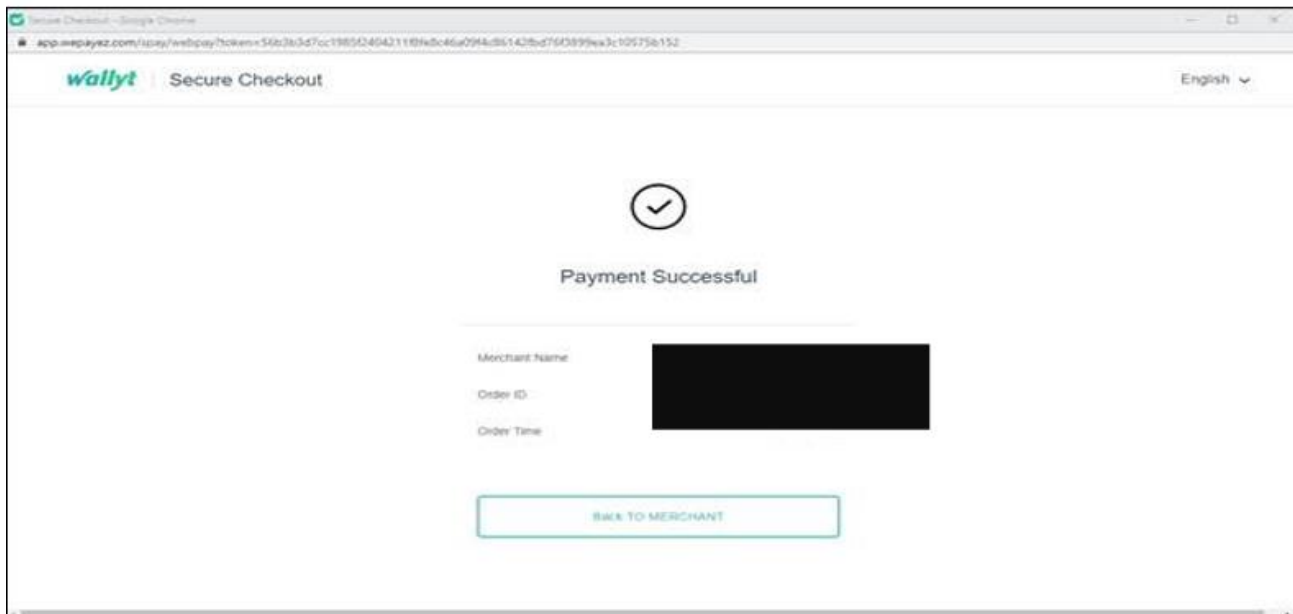 Secure Checkout - Google Chrome
wallyt Secure Checkout
English
Payment Successful
Merchant Name
Order ID
Order Time
Back TO MERCHANT